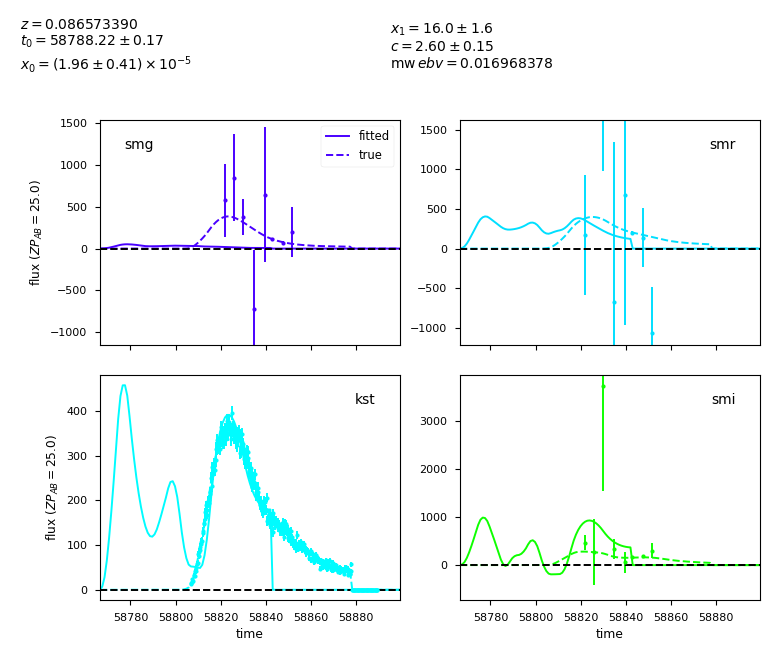 z = 0.086573390
t₀ = 58788.22 ± 0.17
x₀ = (1.96 ± 0.41) × 10⁻⁵
x₁ = 16.0 ± 1.6
c = 2.60 ± 0.15
mw ebv = 0.016968378
smg
fitted
true
1500
1000
500
0
−500
−1000
flux (ZP_AB = 25.0)
smr
1500
1000
500
0
−500
−1000
kst
400
300
200
100
0
flux (ZP_AB = 25.0)
58780 58800 58820 58840 58860 58880
time
smi
3000
2000
1000
0
58780 58800 58820 58840 58860 58880
time